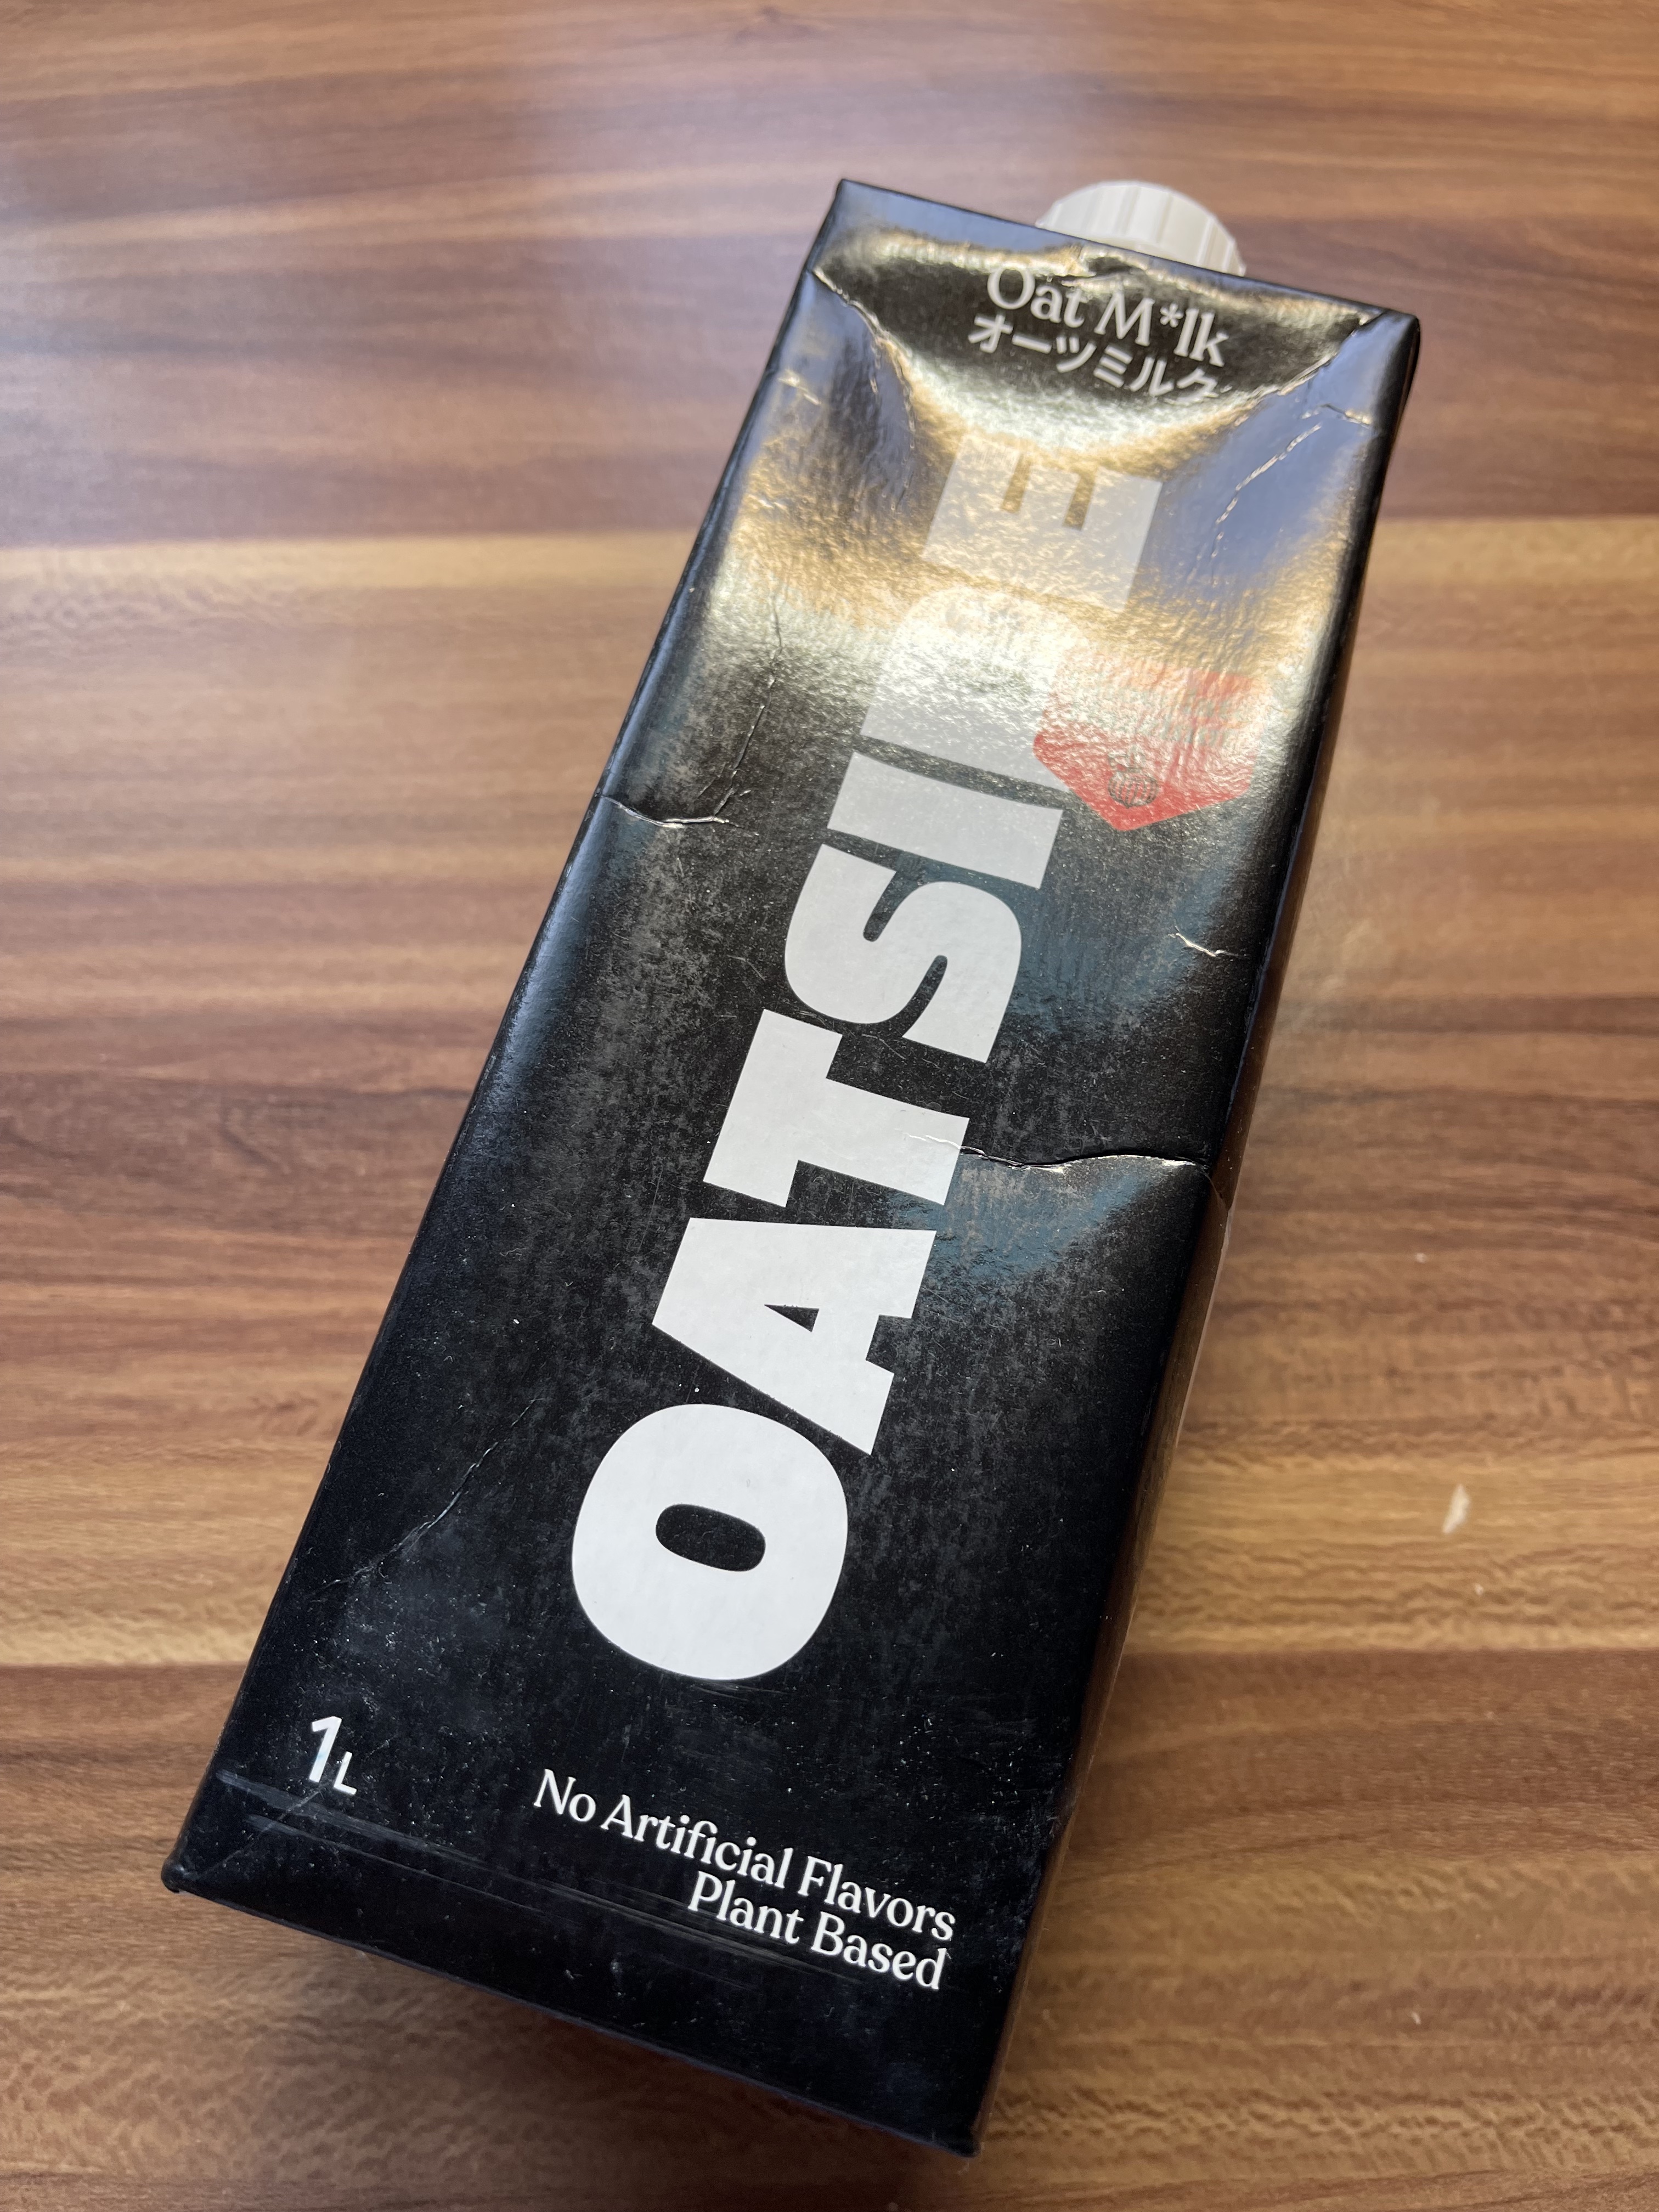 Oat M*lk
オーツミルク
OATSIDE
1L
No Artificial Flavors
Plant Based